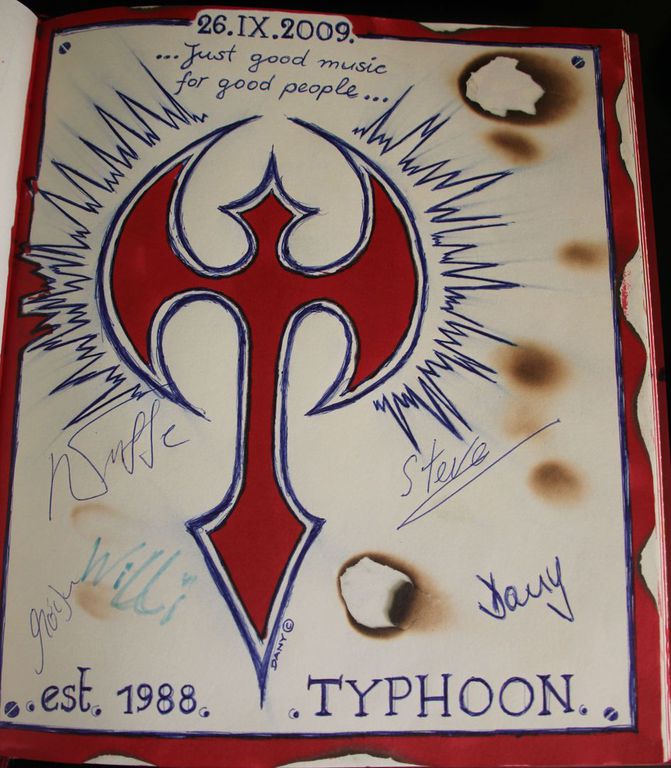 26.IX.2009.
...Just good music
for good people...
Steve
Willi
Dany
DANY ©
.est. 1988.
.TYPHOON.